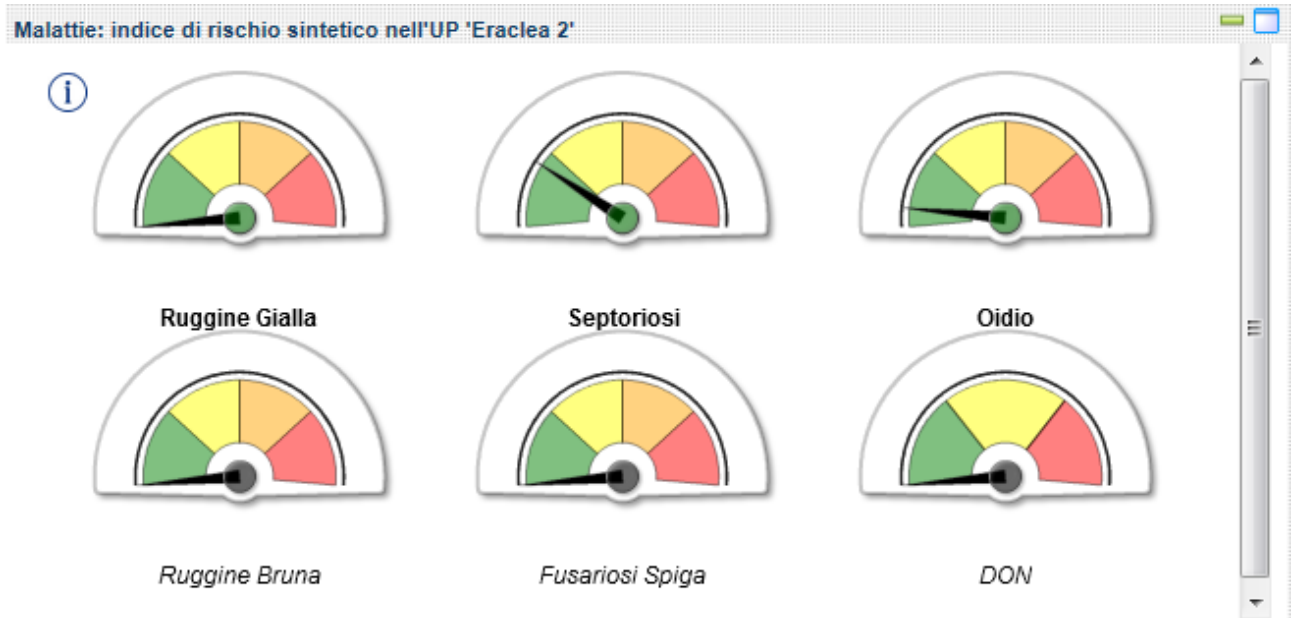 Malattie: indice di rischio sintetico nell'UP 'Eraclea 2'
i
Ruggine Gialla
Septoriosi
Oidio
Ruggine Bruna
Fusariosi Spiga
DON